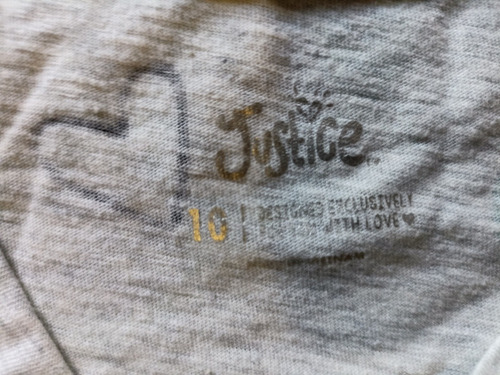 Justice
10 DESIGNED EXCLUSIVELY
WITH LOVE